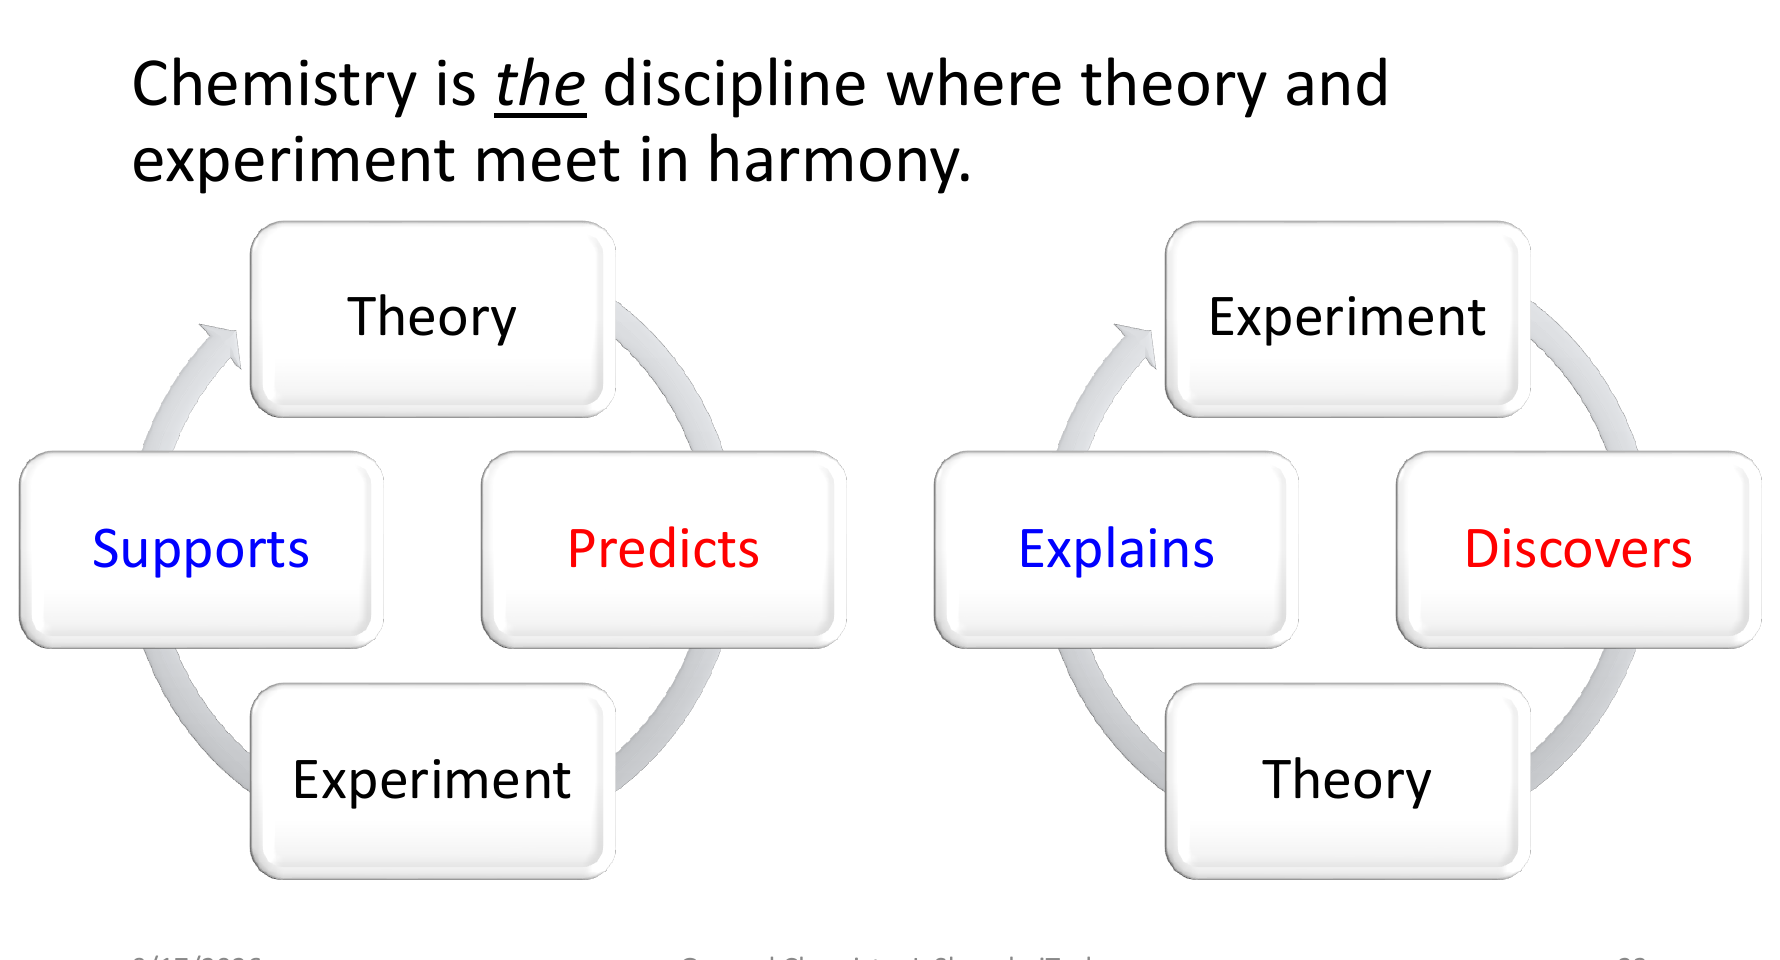 Chemistry is the discipline where theory and
experiment meet in harmony.
Theory
Supports
Predicts
Experiment
Experiment
Explains
Discovers
Theory